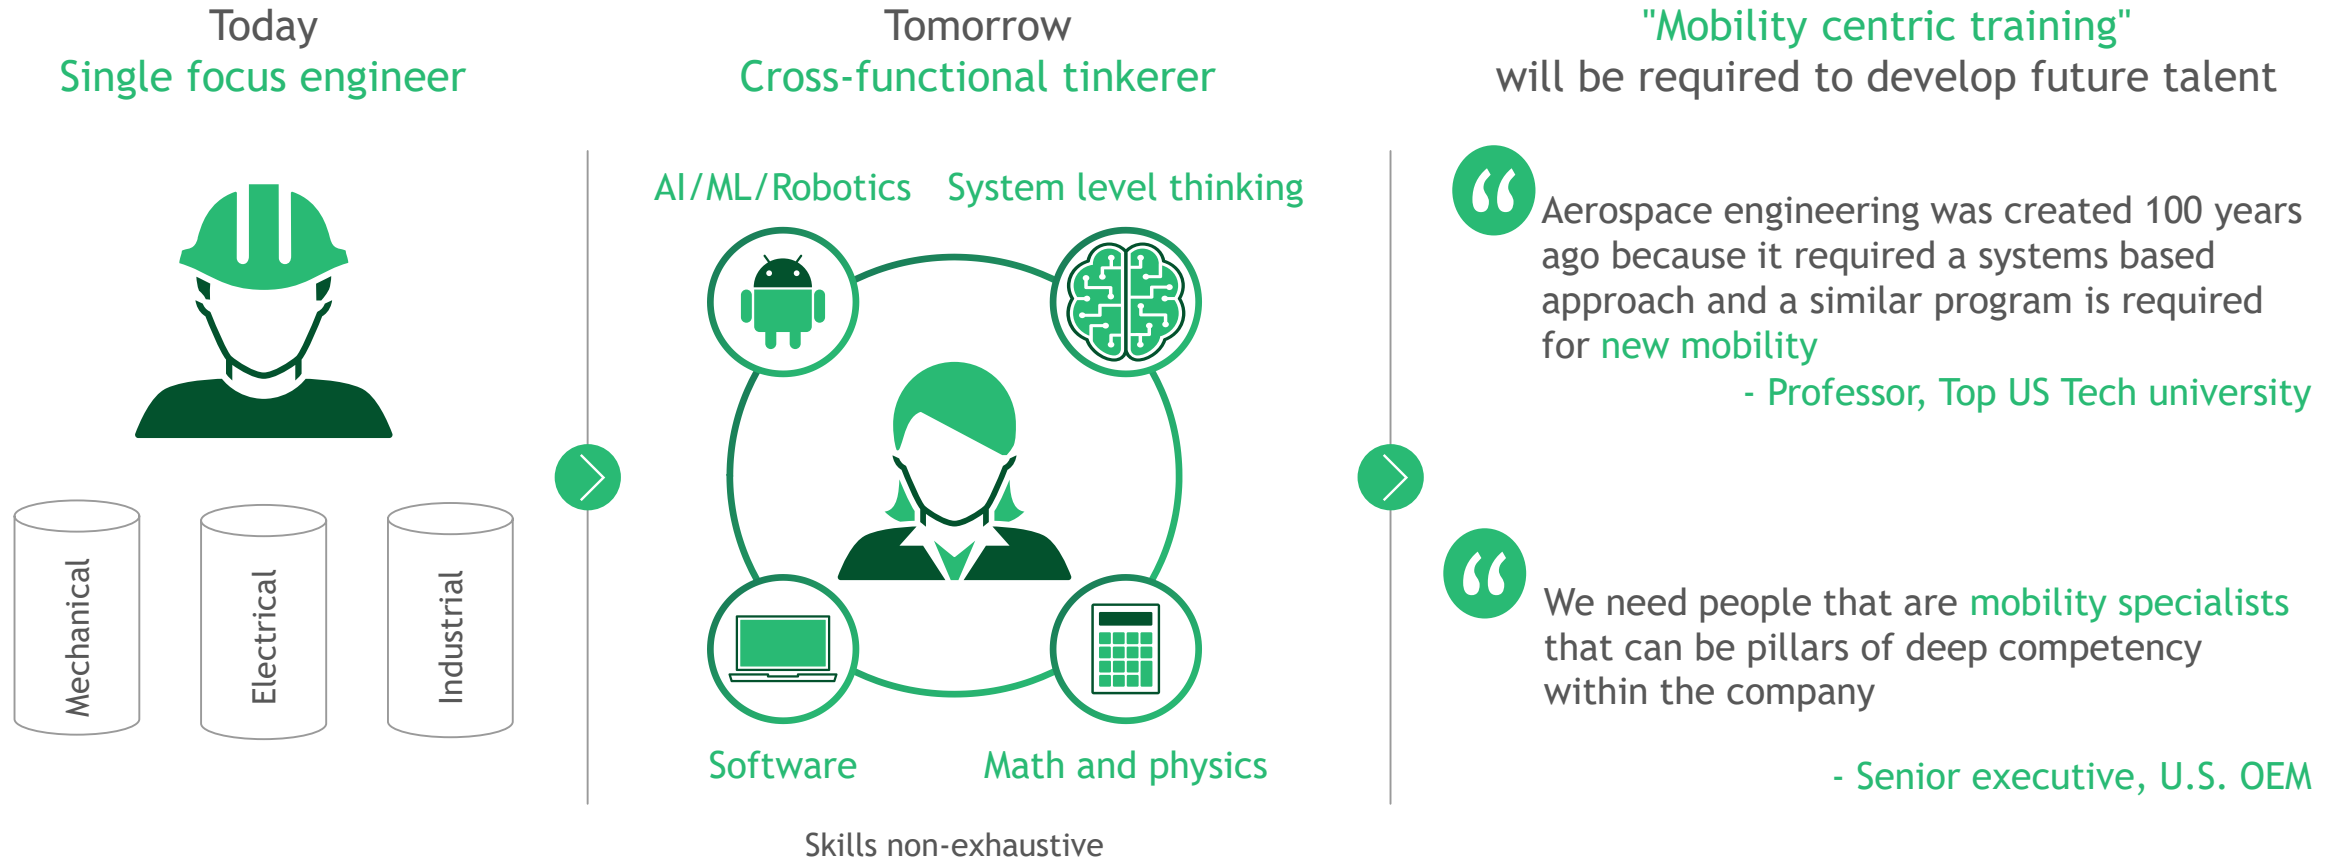 Today
Single focus engineer
Mechanical
Electrical
Industrial
Tomorrow
Cross-functional tinkerer
AI/ML/Robotics
System level thinking
Software
Math and physics
Skills non-exhaustive
"Mobility centric training"
will be required to develop future talent
“
Aerospace engineering was created 100 years
ago because it required a systems based
approach and a similar program is required
for new mobility
- Professor, Top US Tech university
“
We need people that are mobility specialists
that can be pillars of deep competency
within the company
- Senior executive, U.S. OEM